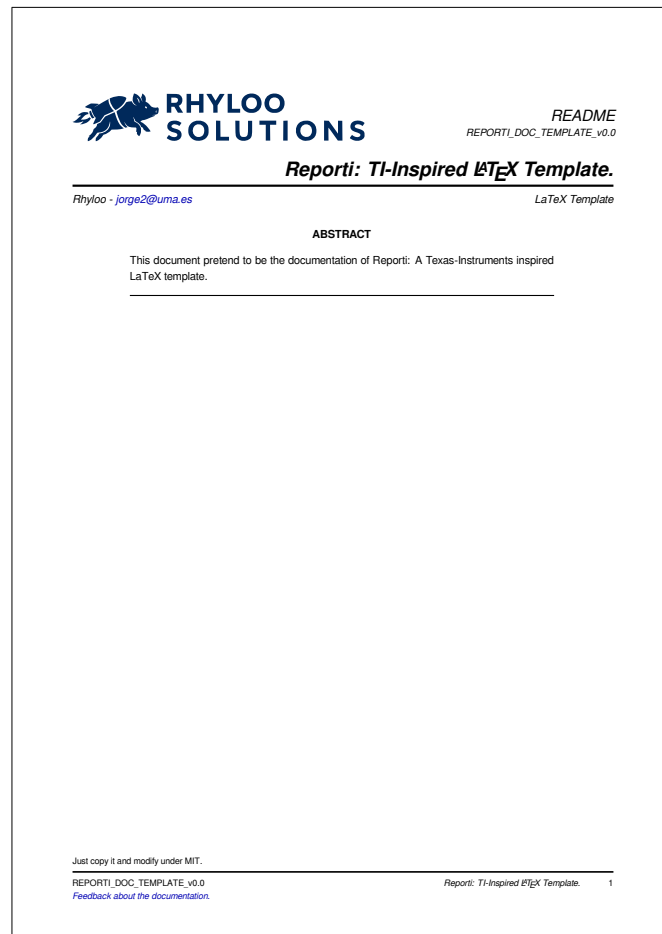 RHYLOO
SOLUTIONS
README
REPORTI_DOC_TEMPLATE_v0.0
Reporti: TI-Inspired LATEX Template.
Rhyloo - jorge2@uma.es LaTeX Template
ABSTRACT
This document pretend to be the documentation of Reporti: A Texas-Instruments inspired
LaTeX template.
Just copy it and modify under MIT.
REPORTI_DOC_TEMPLATE_v0.0 Reporti: TI-Inspired LATEX Template. 1
Feedback about the documentation.